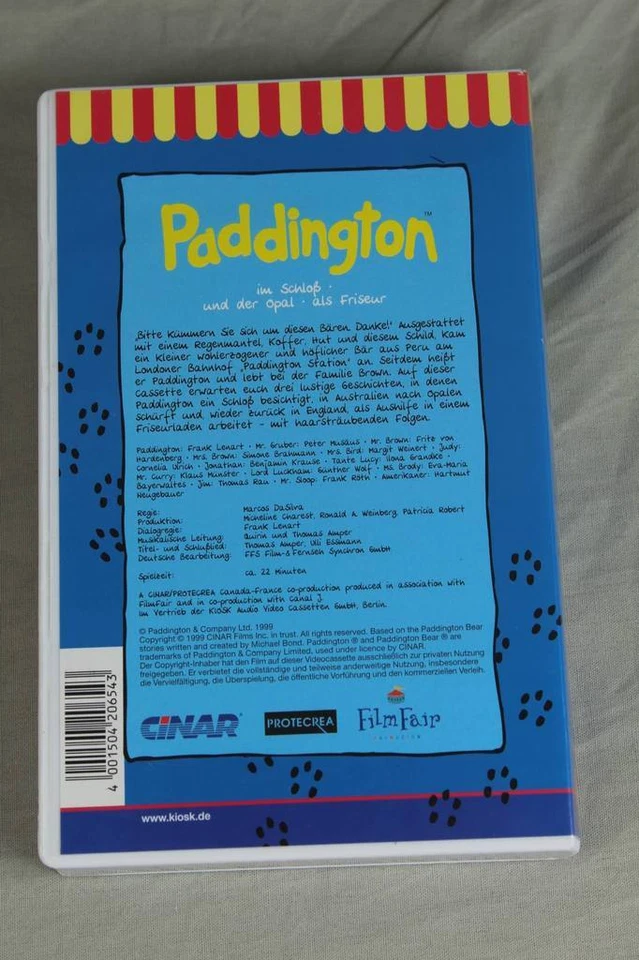 Paddington™
im Schloß ·
und der Opal · als Friseur
„Bitte kümmern Sie sich um diesen Bären. Danke!" Ausgestattet
mit einem Regenmantel, Koffer, Hut und diesem Schild, kam
ein kleiner wohlerzogener und höflicher Bär aus Peru am
Londoner Bahnhof „Paddington Station" an. Seitdem heißt
er Paddington und lebt bei der Familie Brown. Auf dieser
Cassette erwarten euch drei lustige Geschichten, in denen
Paddington ein Schloß besichtigt, in Australien nach Opalen
schürft und, wieder zurück in England, als Aushilfe in einem
Friseurladen arbeitet - mit haarsträubenden Folgen.
Paddington: Frank Lenart · Mr. Gruber: Peter Musäus · Mr. Brown: Fritz von
Hardenberg · Mrs. Brown: Simone Brahmann · Mrs. Bird: Margit Weinert · Judy:
Cornelia Ulrich · Jonathan: Benjamin Krause · Tante Lucy: Ilona Grandke ·
Mr. Curry: Klaus Münster · Lord Luckham: Günther Wolf · Ms. Brody: Eva-Maria
Bayerwaltes · Jim: Thomas Rau · Mr. Sloop: Frank Röth · Amerikaner: Hartmut
Neugebauer
Regie: Marcos DaSilva
Produktion: Micheline Charest, Ronald A. Weinberg, Patricia Robert
Dialogregie: Frank Lenart
Musikalische Leitung: Quirin und Thomas Amper
Titel- und Schlußlied: Thomas Amper, Uli Essmann
Deutsche Bearbeitung: FFS Film-& Fernseh Synchron GmbH
Spielzeit: ca. 22 Minuten
A CINAR/PROTECREA Canada-France co-production produced in association with
FilmFair and in co-production with Canal J.
Im Vertrieb der KIOSK Audio Video Cassetten GmbH, Berlin.
© Paddington & Company Ltd. 1999
Copyright © 1999 CINAR Films Inc. in trust. All rights reserved. Based on the Paddington Bear
stories written and created by Michael Bond. Paddington ® and Paddington Bear ® are
trademarks of Paddington & Company Limited, used under licence by CINAR.
Der Copyright-Inhaber hat den Film auf dieser Videocassette ausschließlich zur privaten Nutzung
freigegeben. Er verbietet die vollständige und teilweise anderweitige Nutzung, insbesondere
die Vervielfältigung, die Überspielung, die öffentliche Vorführung und den kommerziellen Verleih.
CINAR® PROTECREA FilmFair
4 001504 206543
www.kiosk.de